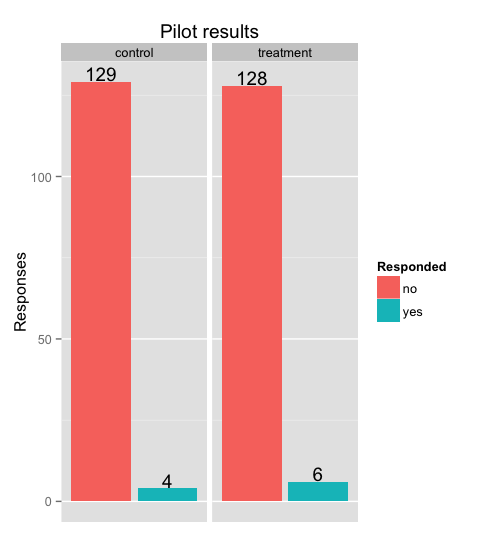 Pilot results
control treatment
129 128
100
50
4 6
0
Responses
Responded
no
yes